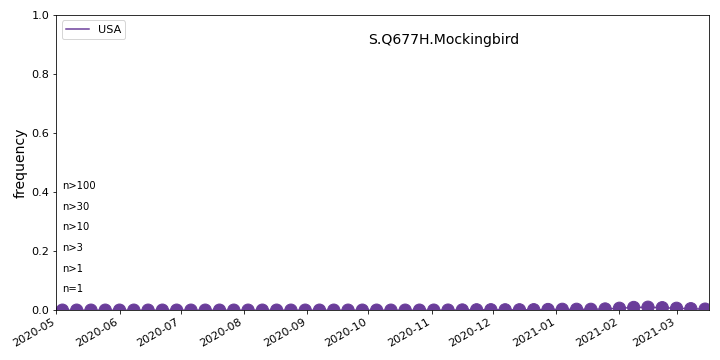 1.0
USA
S.Q677H.Mockingbird
0.8
0.6
frequency
0.4
n>100
n>30
n>10
0.2
n>3
n>1
n=1
0.0
2020-05
2020-06
2020-07
2020-08
2020-09
2020-10
2020-11
2020-12
2021-01
2021-02
2021-03